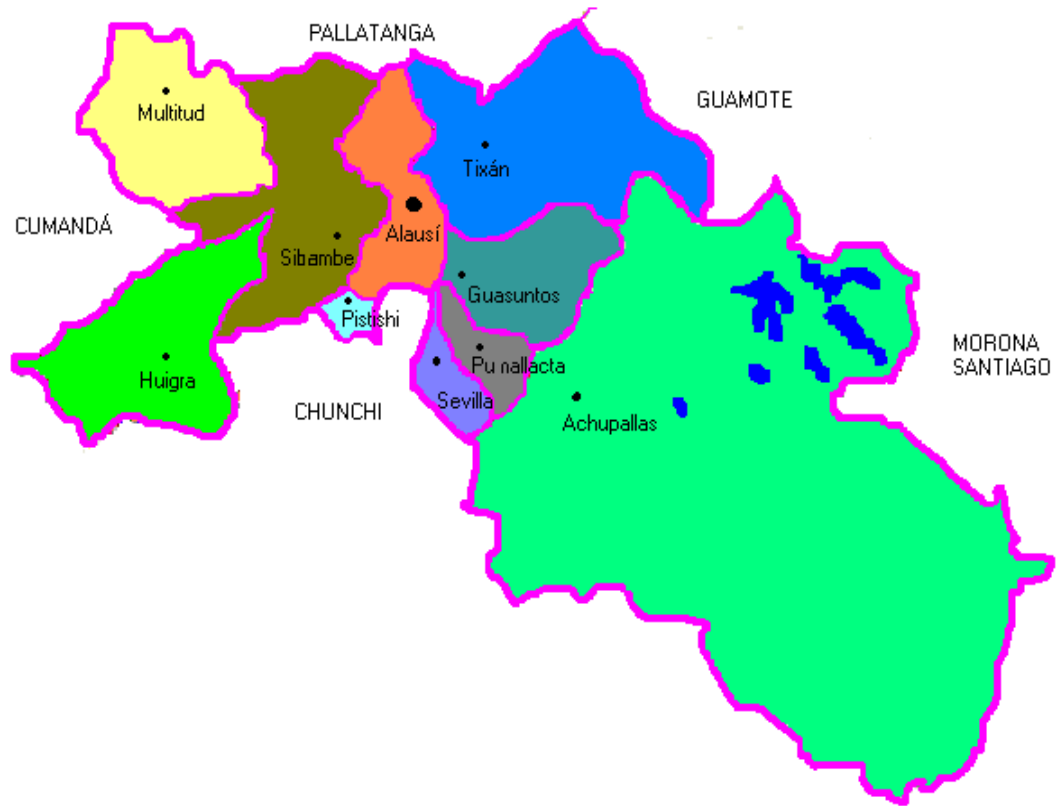 PALLATANGA
GUAMOTE
Multitud
Tixán
CUMANDÁ
Alausí
Sibambe
Guasuntos
Pistishi
MORONA
SANTIAGO
Pu nallacta
Huigra
Sevilla
CHUNCHI
Achupallas